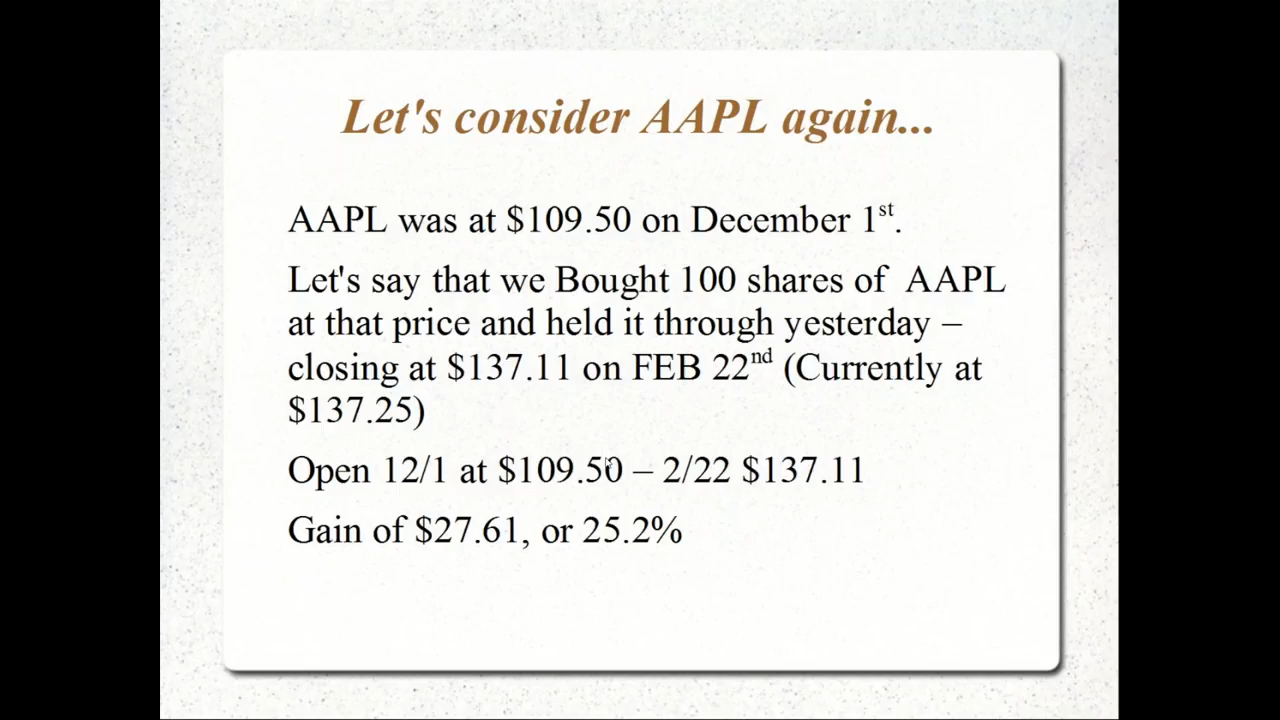 Let's consider AAPL again...
AAPL was at $109.50 on December 1st.
Let's say that we Bought 100 shares of AAPL
at that price and held it through yesterday –
closing at $137.11 on FEB 22nd (Currently at
$137.25)
Open 12/1 at $109.50 – 2/22 $137.11
Gain of $27.61, or 25.2%